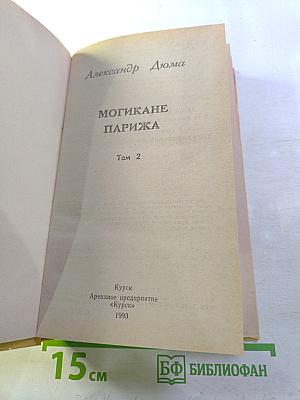 Александр Дюма
МОГИКАНЕ
ПАРИЖА
Том 2
Курск
Арендное предприятие
«Курск»
1993
15 см
БФ БИБЛИОФАН